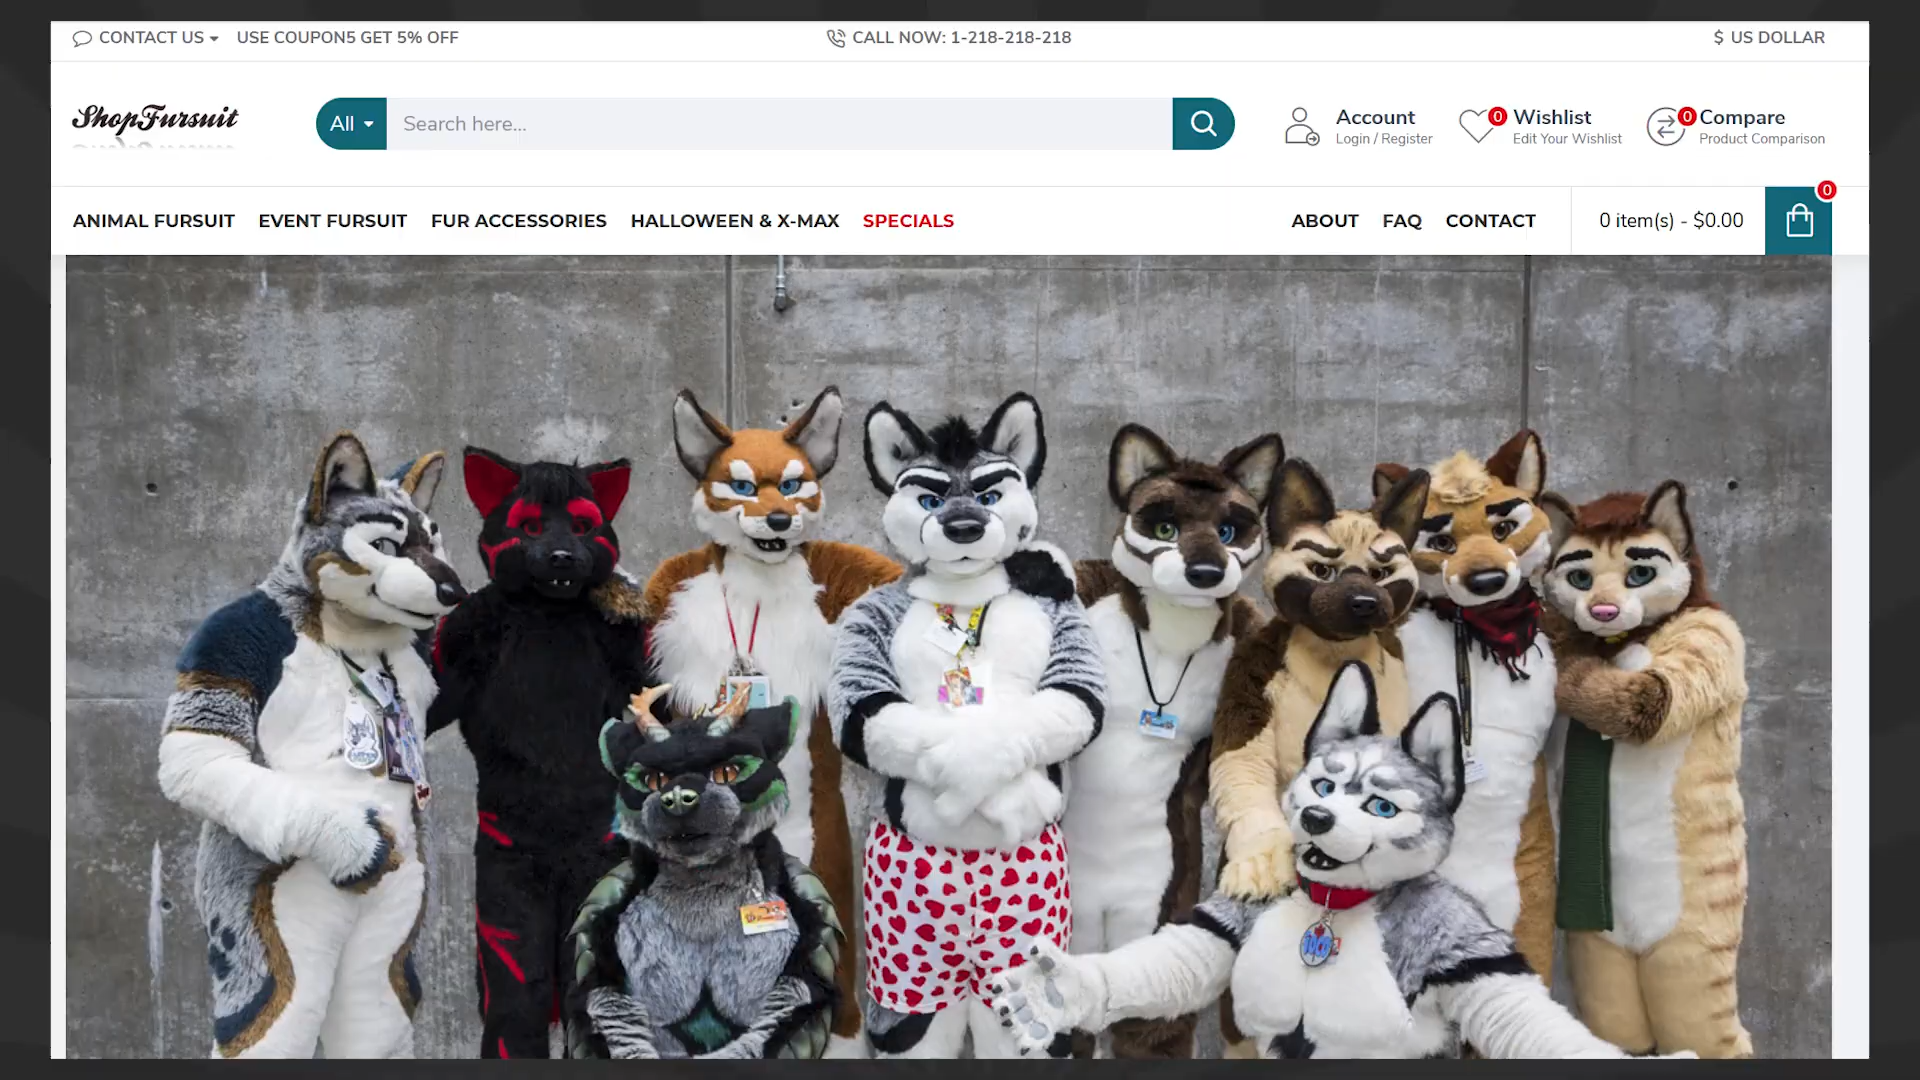 CONTACT US USE COUPON5 GET 5% OFF CALL NOW: 1-218-218-218 $ US DOLLAR
ShopFursuit
All Search here...
Account
Login / Register
0 Wishlist
Edit Your Wishlist
0 Compare
Product Comparison
ANIMAL FURSUIT EVENT FURSUIT FUR ACCESSORIES HALLOWEEN & X-MAX SPECIALS ABOUT FAQ CONTACT 0 item(s) - $0.00 0